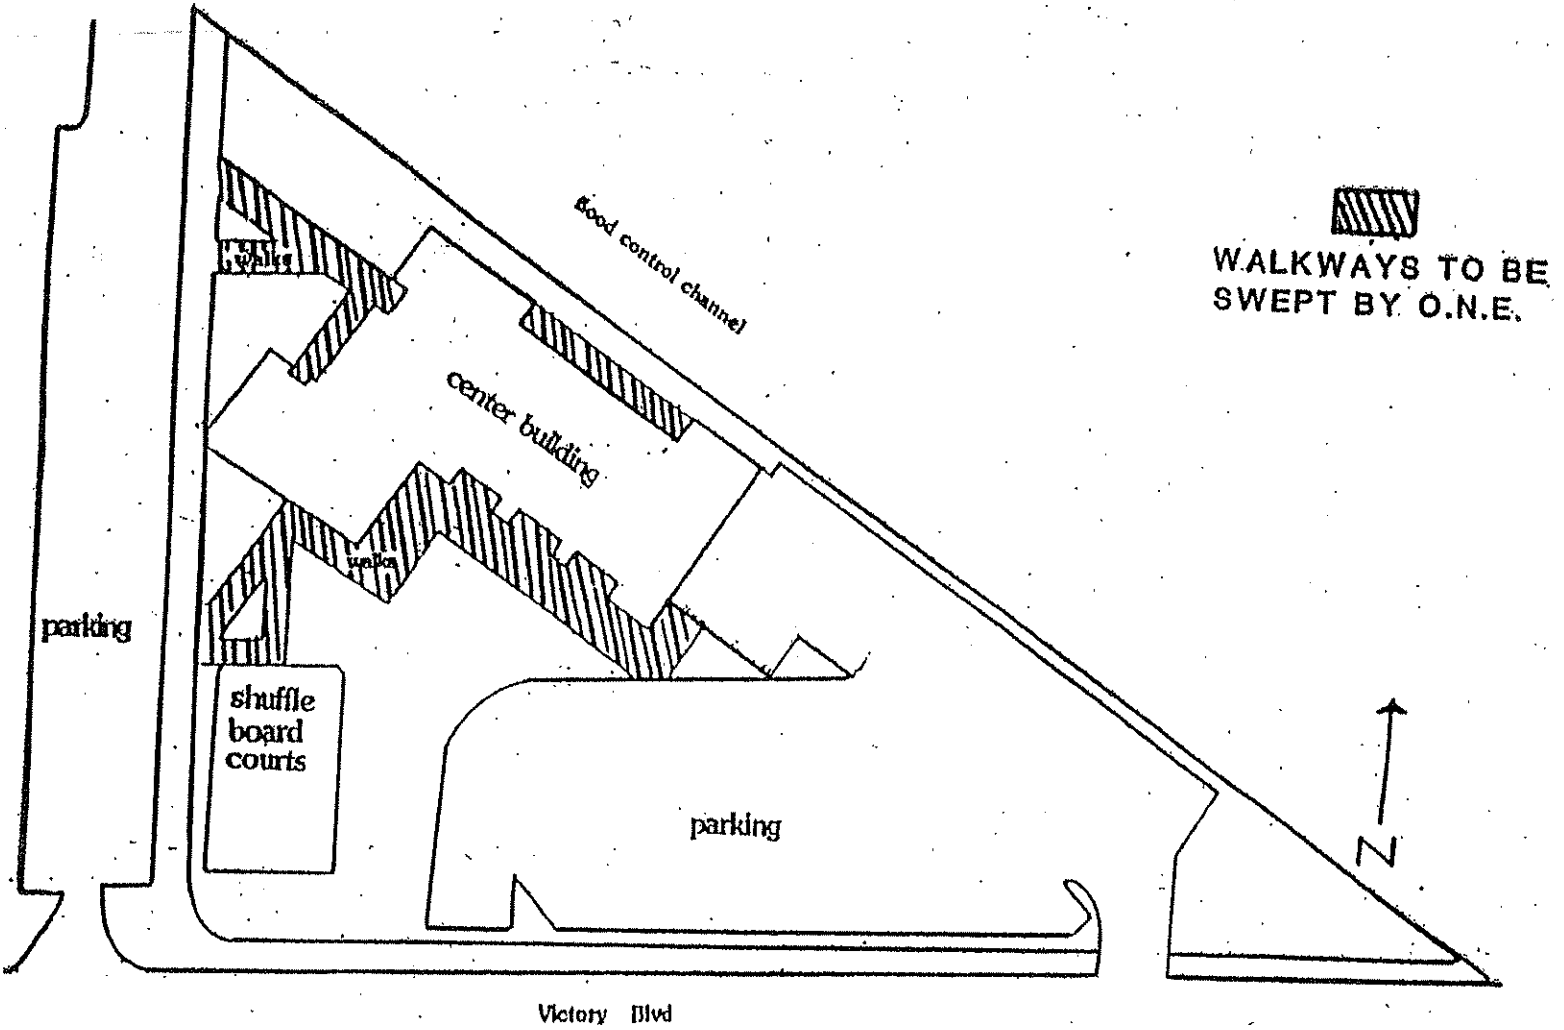 flood control channel
WALKWAYS TO BE
SWEPT BY O.N.E.
walks
center building
walks
parking
shuffle
board
courts
parking
N
Victory Blvd